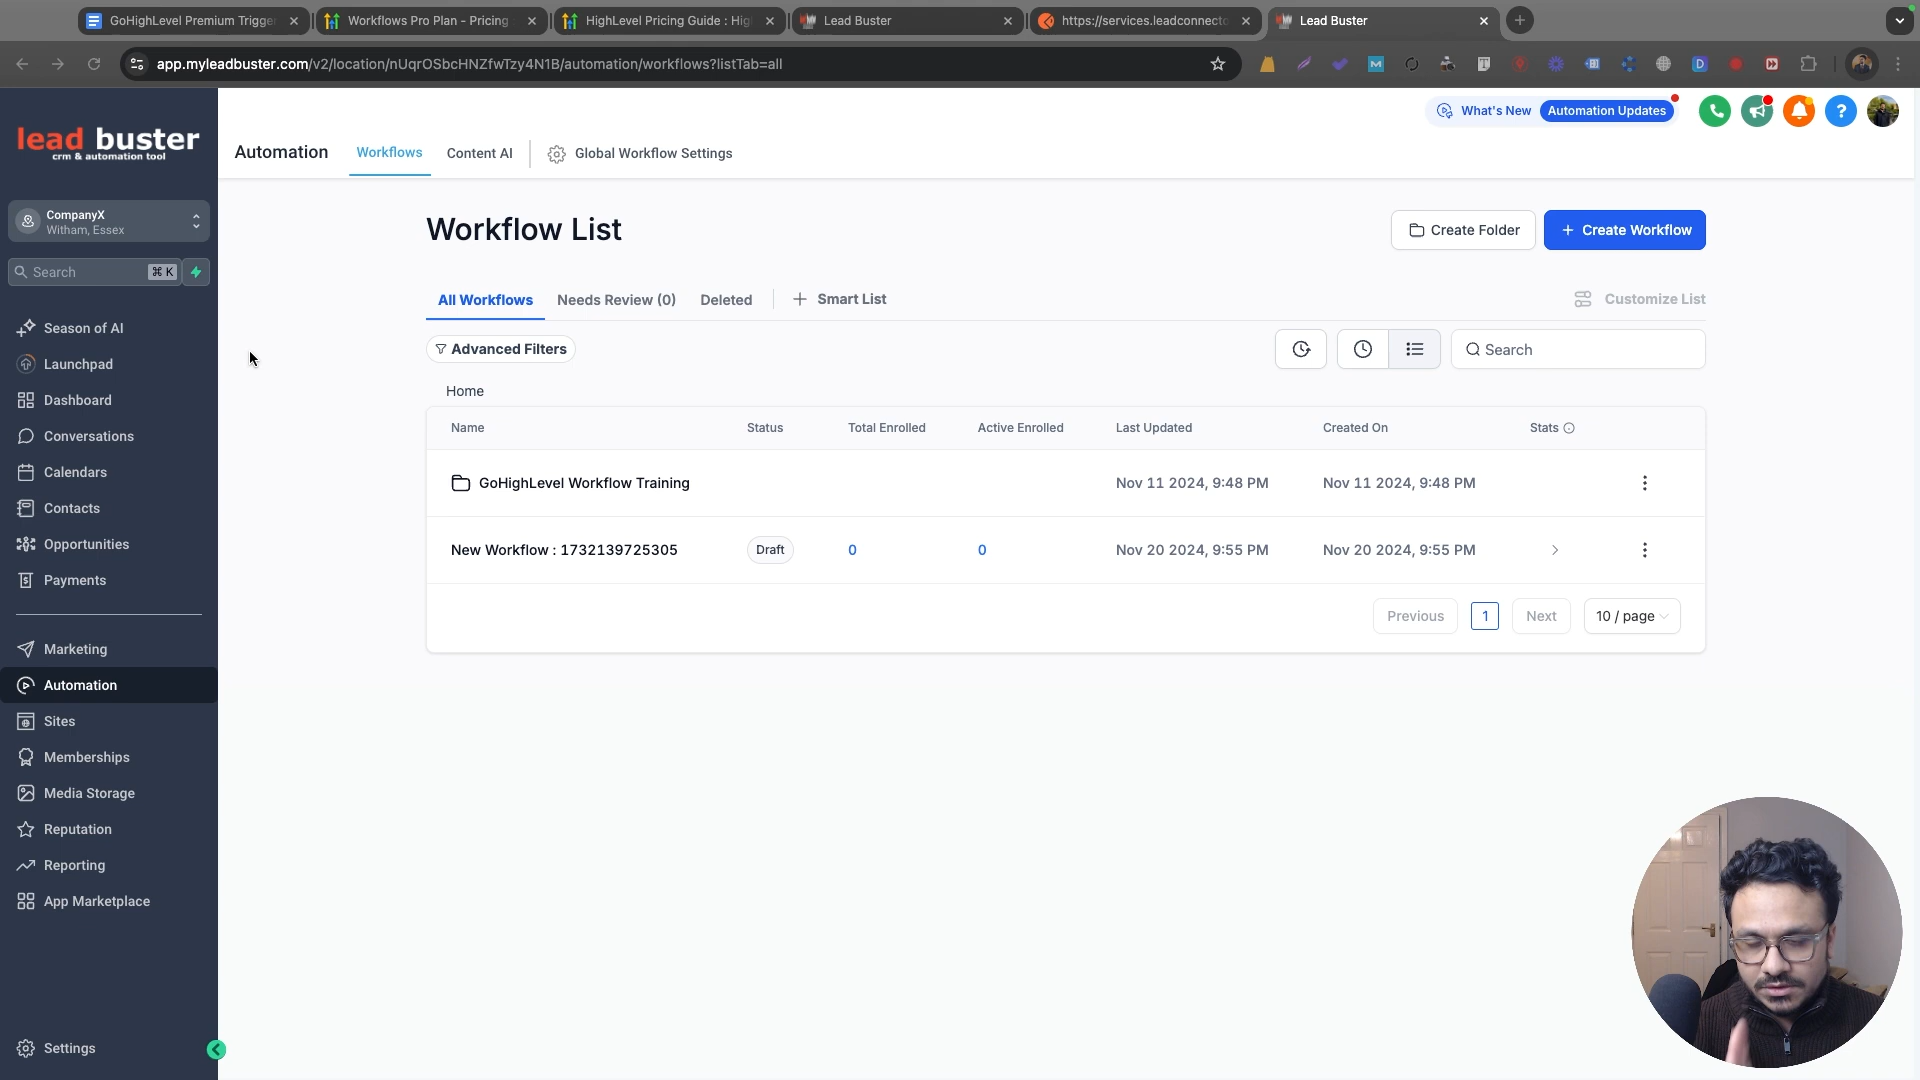 GoHighLevel Premium Trigge
Workflows Pro Plan - Pricing
HighLevel Pricing Guide : Hig
Lead Buster
https://services.leadconnecto
Lead Buster
app.myleadbuster.com/v2/location/nUqrOSbcHNZfwTzy4N1B/automation/workflows?listTab=all
What's New
Automation Updates
lead buster
crm & automation tool
Automation
Workflows
Content AI
Global Workflow Settings
CompanyX
Witham, Essex
Search
⌘ K
Season of AI
Launchpad
Dashboard
Conversations
Calendars
Contacts
Opportunities
Payments
Marketing
Automation
Sites
Memberships
Media Storage
Reputation
Reporting
App Marketplace
Settings
Workflow List
Create Folder
+ Create Workflow
All Workflows
Needs Review (0)
Deleted
+ Smart List
Customize List
Advanced Filters
Search
Home
Name Status Total Enrolled Active Enrolled Last Updated Created On Stats
GoHighLevel Workflow Training Nov 11 2024, 9:48 PM Nov 11 2024, 9:48 PM
New Workflow : 1732139725305 Draft 0 0 Nov 20 2024, 9:55 PM Nov 20 2024, 9:55 PM
Previous 1 Next 10 / page